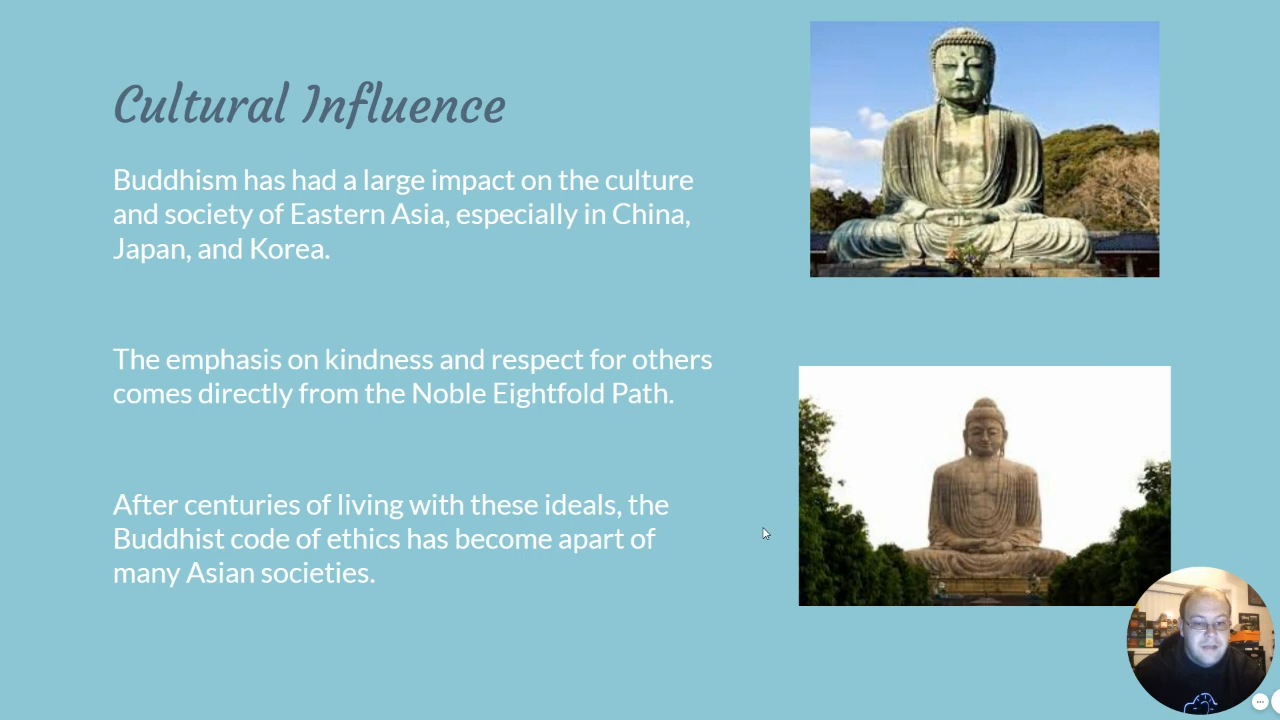 Cultural Influence
Buddhism has had a large impact on the culture
and society of Eastern Asia, especially in China,
Japan, and Korea.
The emphasis on kindness and respect for others
comes directly from the Noble Eightfold Path.
After centuries of living with these ideals, the
Buddhist code of ethics has become apart of
many Asian societies.